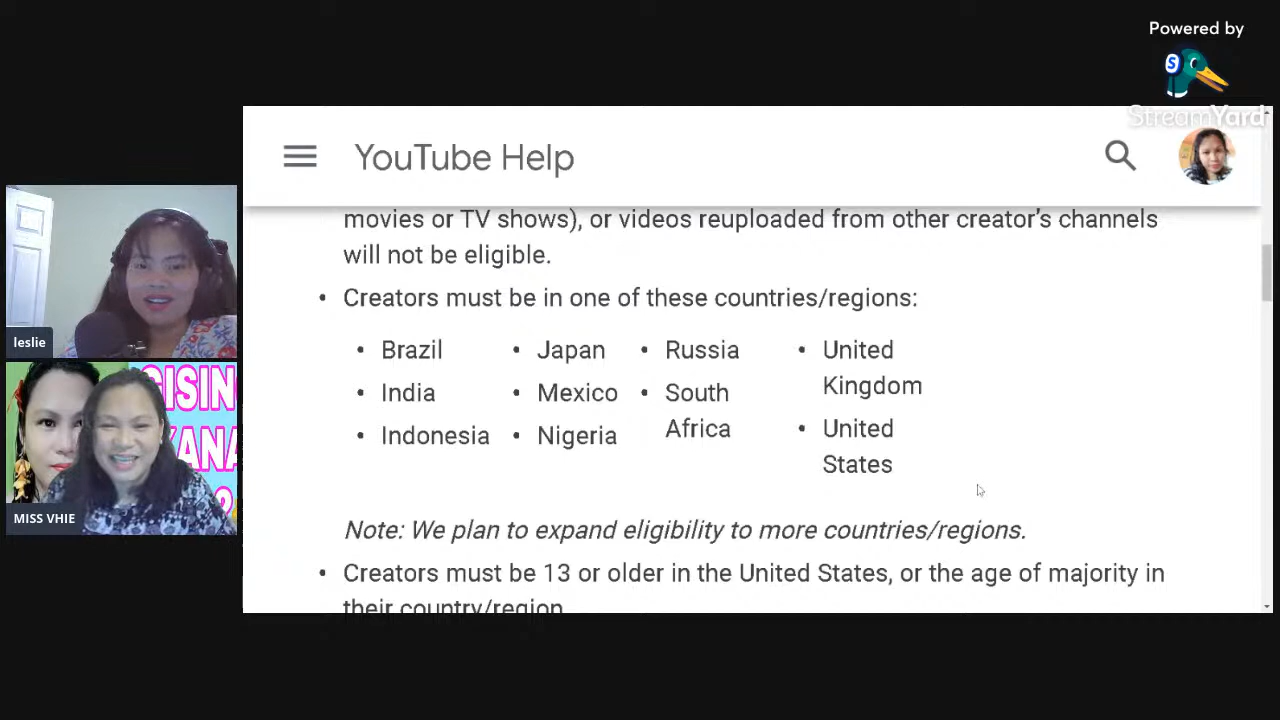 Powered by
S
StreamYard
YouTube Help
movies or TV shows), or videos reuploaded from other creator's channels
will not be eligible.
• Creators must be in one of these countries/regions:
• Brazil
• India
• Indonesia
• Japan
• Mexico
• Nigeria
• Russia
• South
Africa
• United
Kingdom
• United
States
Note: We plan to expand eligibility to more countries/regions.
• Creators must be 13 or older in the United States, or the age of majority in
their country/region
leslie
GISING
MISS VHIE